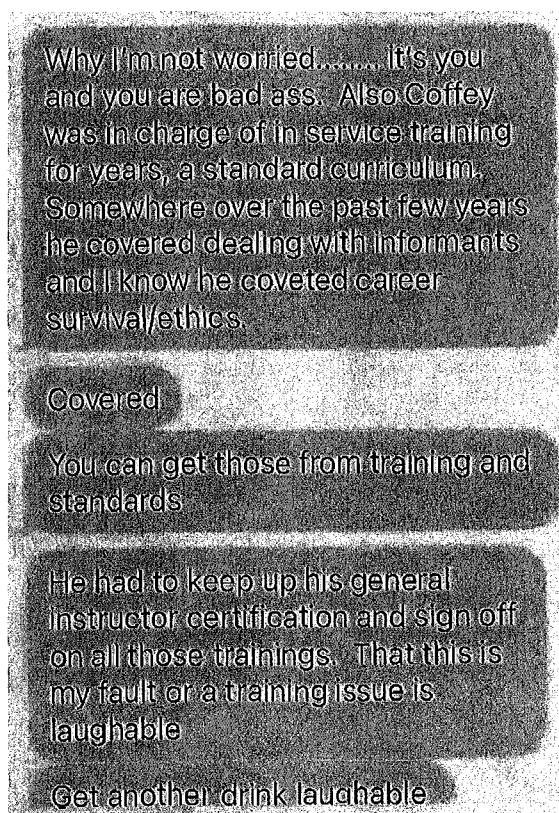 Why I'm not worried........ it's you
and you are bad ass.  Also Coffey
was in charge of in service training
for years, a standard curriculum.
Somewhere over the past few years
he covered dealing with informants
and I know he coveted career
survival/ethics.
Covered
You can get those from training and
standards
He had to keep up his general
instructor certification and sign off
on all those trainings.  That this is
my fault or a training issue is
laughable
Get another drink laughable